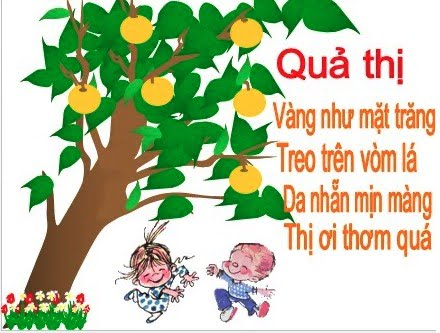 Quả thị
Vàng như mặt trăng
Treo trên vòm lá
Da nhẵn mịn màng
Thị ơi thơm quá